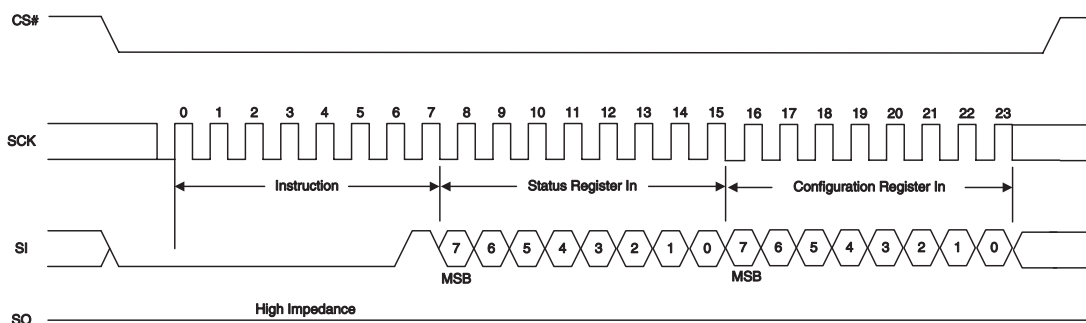 CS#
0 1 2 3 4 5 6 7 8 9 10 11 12 13 14 15 16 17 18 19 20 21 22 23
SCK
Instruction Status Register In Configuration Register In
SI 7 6 5 4 3 2 1 0 7 6 5 4 3 2 1 0
MSB MSB
High Impedance
SO